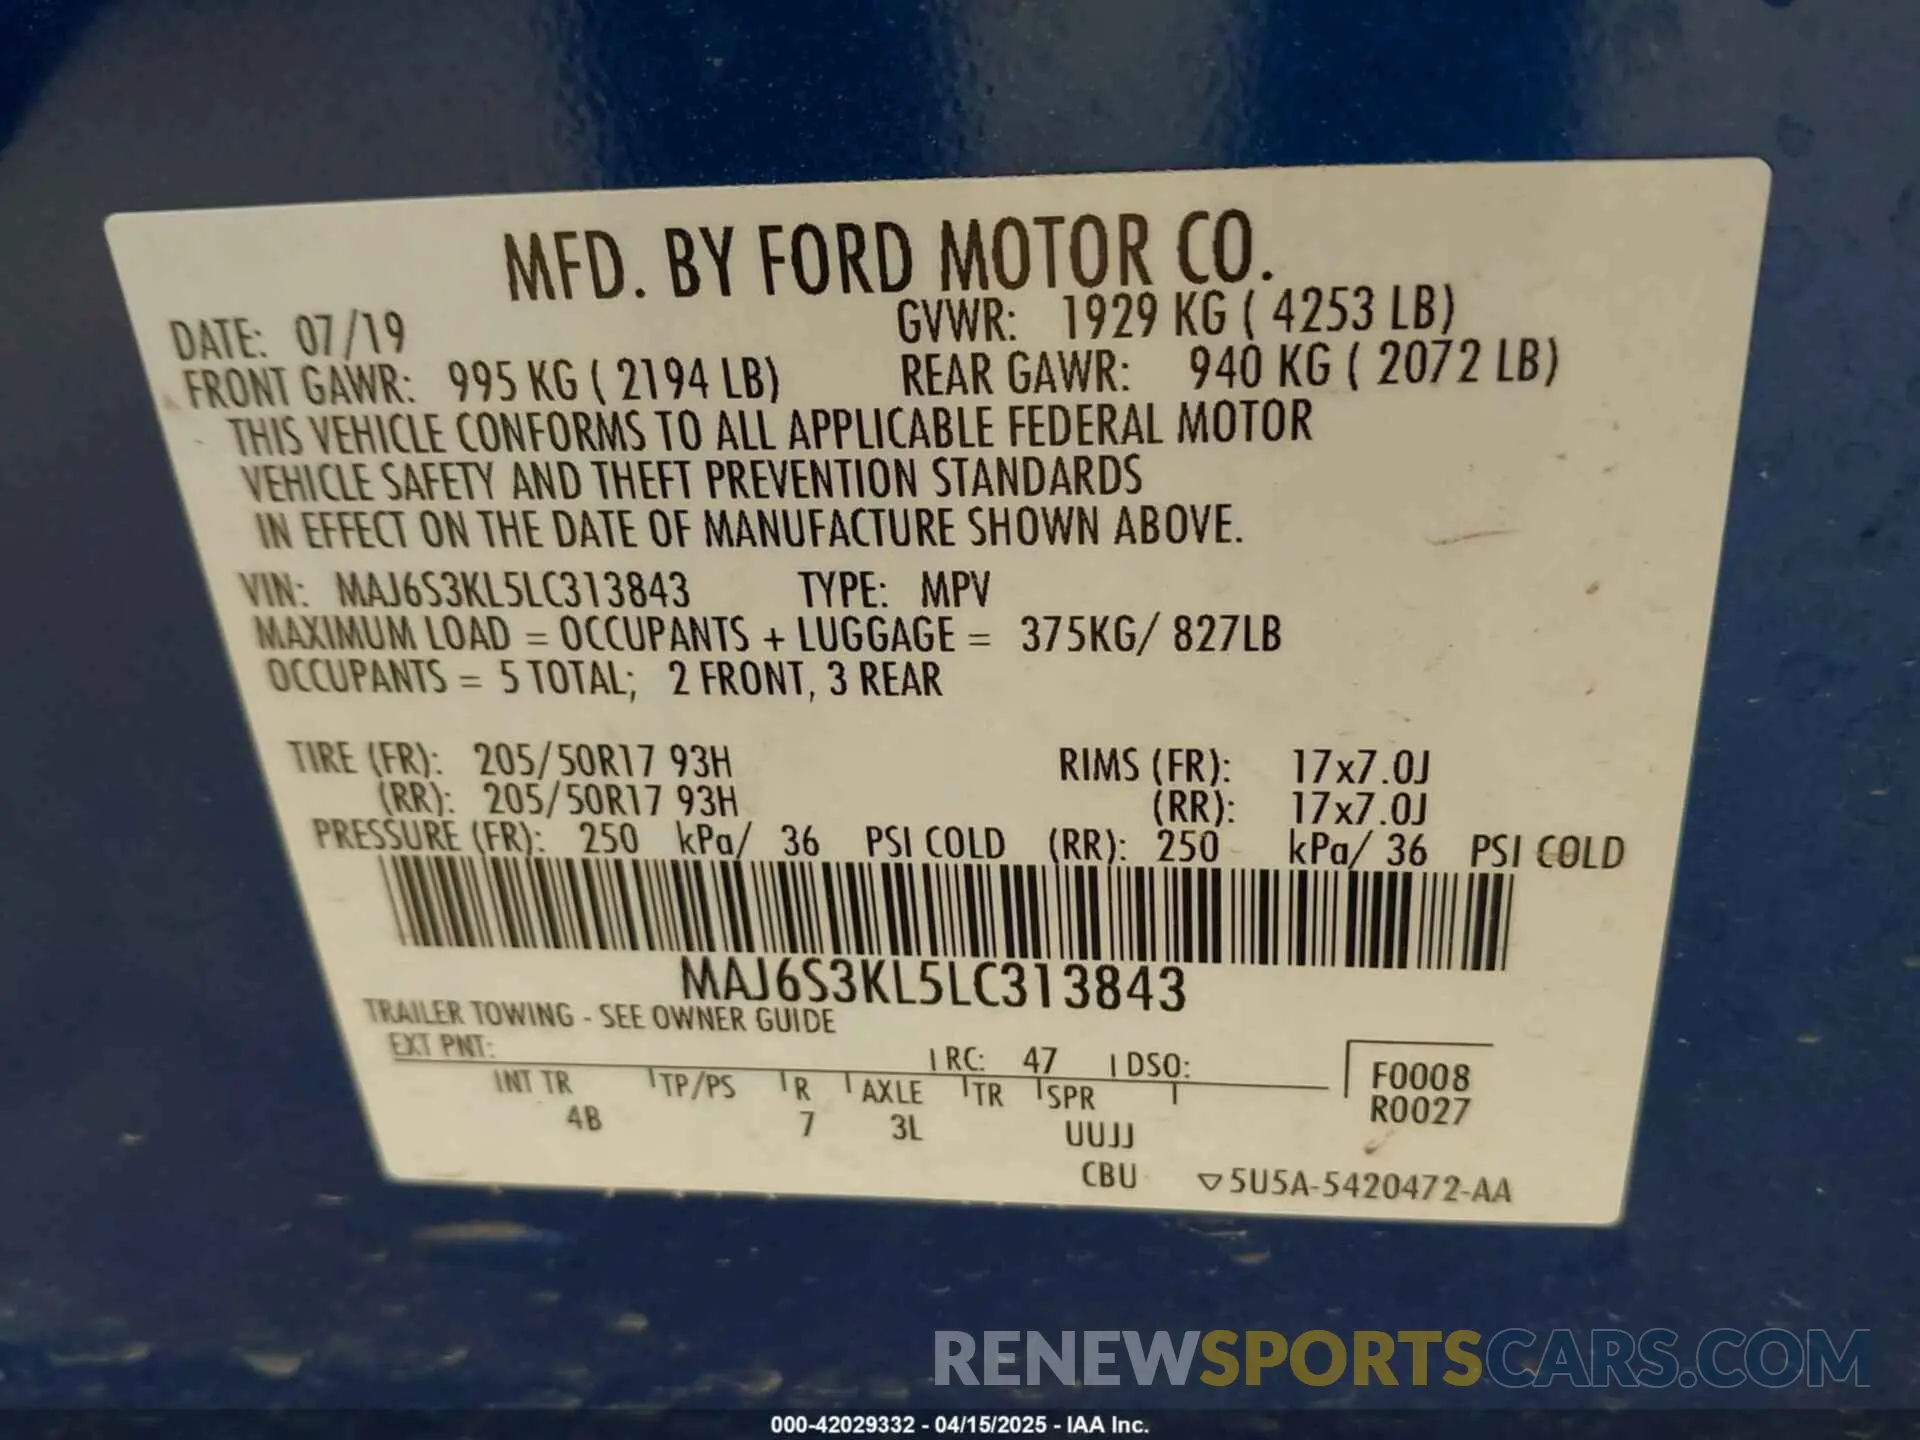 MFD. BY FORD MOTOR CO.
DATE: 07/19 GVWR: 1929 KG ( 4253 LB)
FRONT GAWR: 995 KG ( 2194 LB) REAR GAWR: 940 KG ( 2072 LB)
THIS VEHICLE CONFORMS TO ALL APPLICABLE FEDERAL MOTOR
VEHICLE SAFETY AND THEFT PREVENTION STANDARDS
IN EFFECT ON THE DATE OF MANUFACTURE SHOWN ABOVE.
VIN: MAJ6S3KL5LC313843 TYPE: MPV
MAXIMUM LOAD = OCCUPANTS + LUGGAGE = 375KG/ 827LB
OCCUPANTS = 5 TOTAL; 2 FRONT, 3 REAR
TIRE (FR): 205/50R17 93H RIMS (FR): 17x7.0J
(RR): 205/50R17 93H (RR): 17x7.0J
PRESSURE (FR): 250 kPa/ 36 PSI COLD (RR): 250 kPa/ 36 PSI COLD
MAJ6S3KL5LC313843
TRAILER TOWING - SEE OWNER GUIDE
EXT PNT: RC: 47 DSO: F0008
INT TR TP/PS R AXLE TR SPR R0027
4B 7 3L UUJJ
CBU 5U5A-5420472-AA
RENEWSPORTSCARS.COM
000-42029332 - 04/15/2025 - IAA Inc.